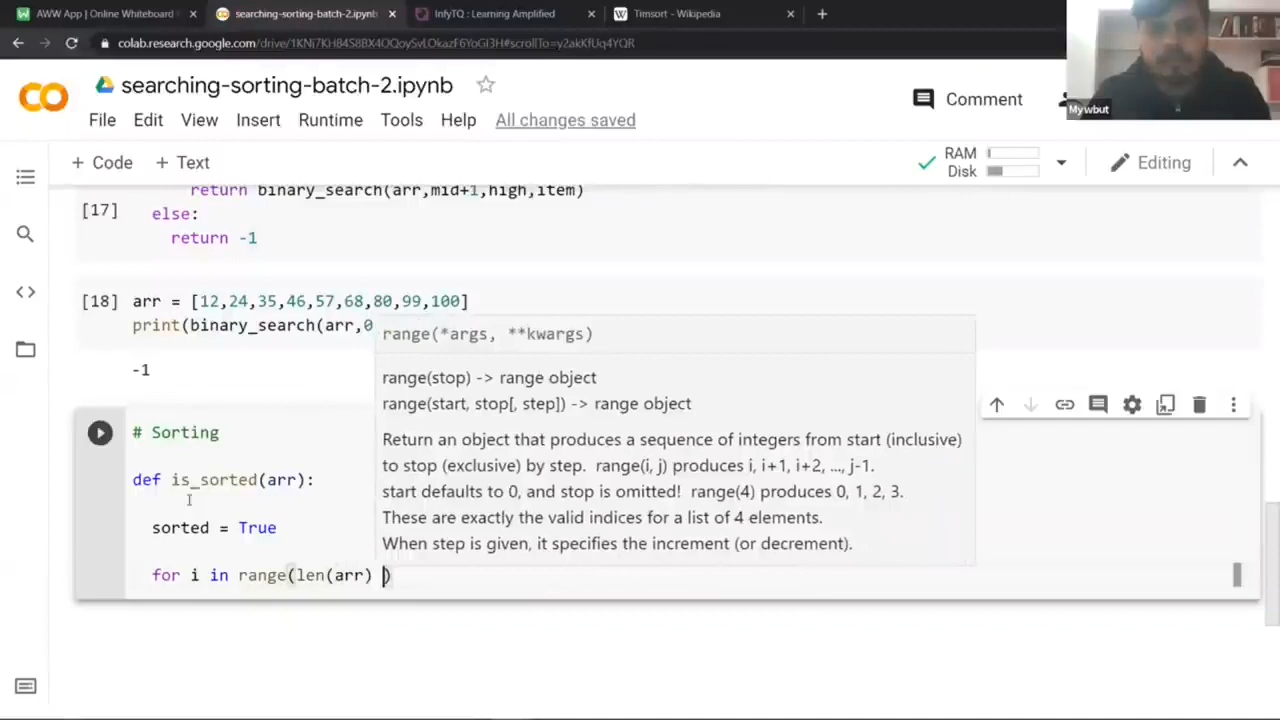 AWW App | Online Whiteboard
searching-sorting-batch-2.ipynb
InfyTQ : Learning Amplified
Timsort - Wikipedia
colab.research.google.com/drive/1KNi7KH84S8BX4OQoySvLOkazF6YoGI3H#scrollTo=y2akKfUq4YQR
Mywbut
searching-sorting-batch-2.ipynb
Comment
File Edit View Insert Runtime Tools Help All changes saved
+ Code + Text
RAM
Disk
Editing
return binary_search(arr,mid+1,high,item)
[17] else:
return -1
[18] arr = [12,24,35,46,57,68,80,99,100]
print(binary_search(arr,0
-1
range(*args, **kwargs)
range(stop) -> range object
range(start, stop[, step]) -> range object
Return an object that produces a sequence of integers from start (inclusive)
to stop (exclusive) by step.  range(i, j) produces i, i+1, i+2, ..., j-1.
start defaults to 0, and stop is omitted!  range(4) produces 0, 1, 2, 3.
These are exactly the valid indices for a list of 4 elements.
When step is given, it specifies the increment (or decrement).
# Sorting
def is_sorted(arr):
sorted = True
for i in range(len(arr) )